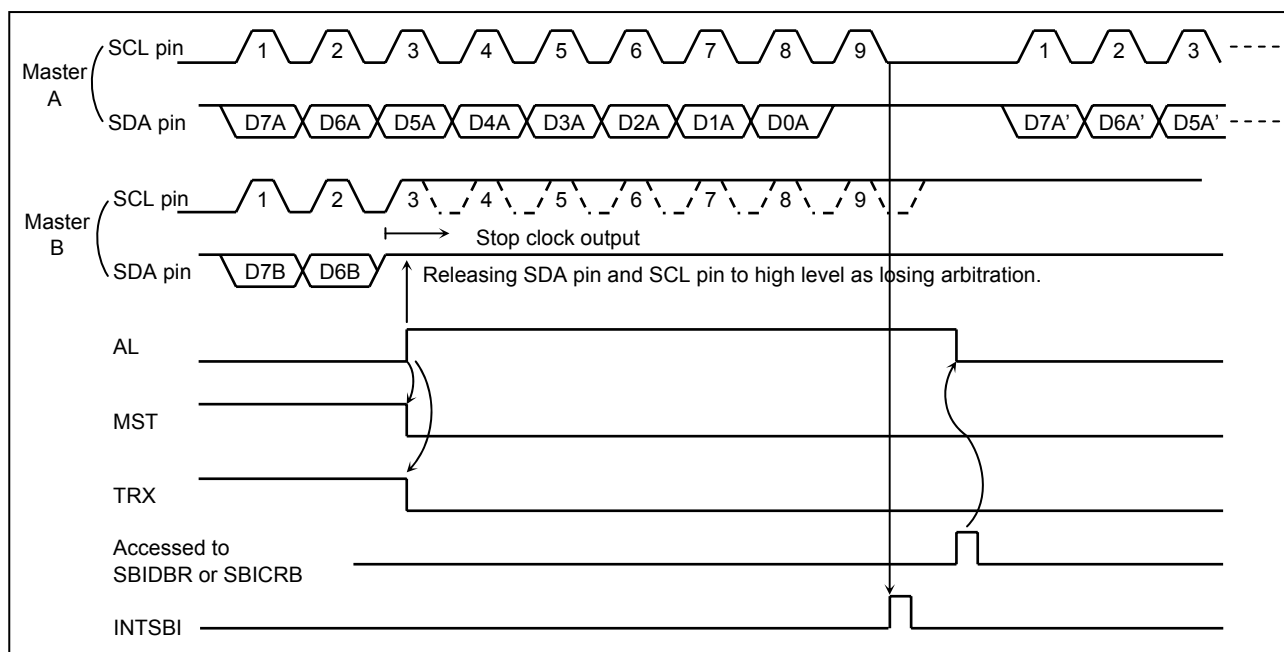 SCL pin 1 2 3 4 5 6 7 8 9 1 2 3
Master
A
SDA pin D7A D6A D5A D4A D3A D2A D1A D0A D7A' D6A' D5A'
SCL pin 1 2 3 4 5 6 7 8 9
Master
B
Stop clock output
SDA pin D7B D6B
Releasing SDA pin and SCL pin to high level as losing arbitration.
AL
MST
TRX
Accessed to
SBIDBR or SBICRB
INTSBI